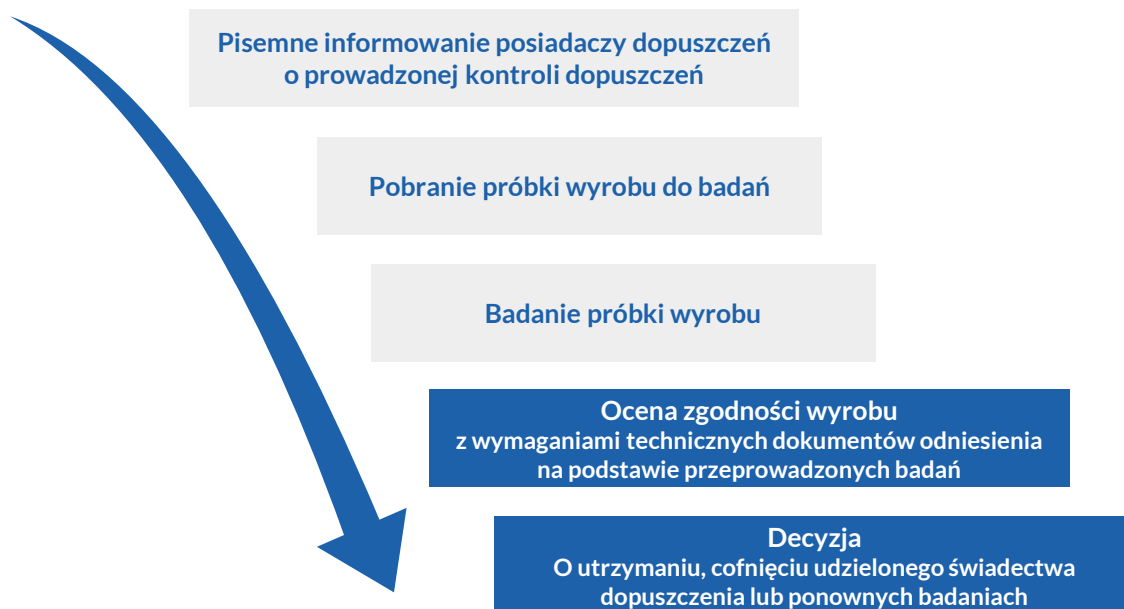 Pisemne informowanie posiadaczy dopuszczeń
o prowadzonej kontroli dopuszczeń
Pobranie próbki wyrobu do badań
Badanie próbki wyrobu
Ocena zgodności wyrobu
z wymaganiami technicznych dokumentów odniesienia
na podstawie przeprowadzonych badań
Decyzja
O utrzymaniu, cofnięciu udzielonego świadectwa
dopuszczenia lub ponownych badaniach